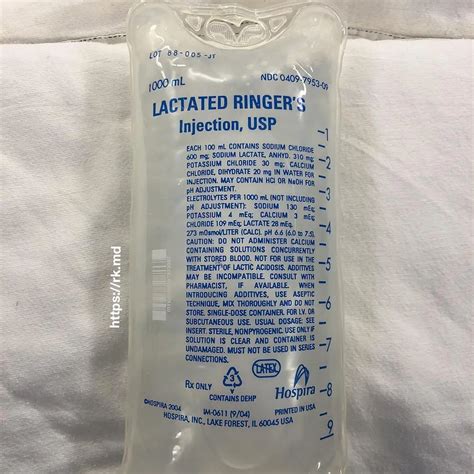 LOT 88-005-JT
1000 mL
NDC 0409-7953-09
LACTATED RINGER'S
Injection, USP
EACH 100 mL CONTAINS SODIUM CHLORIDE
600 mg; SODIUM LACTATE, ANHYD. 310 mg;
POTASSIUM CHLORIDE 30 mg; CALCIUM
CHLORIDE, DIHYDRATE 20 mg IN WATER FOR
INJECTION. MAY CONTAIN HCl OR NaOH FOR
pH ADJUSTMENT.
ELECTROLYTES PER 1000 mL (NOT INCLUDING
pH ADJUSTMENT): SODIUM 130 mEq;
POTASSIUM 4 mEq; CALCIUM 3 mEq;
CHLORIDE 109 mEq; LACTATE 28 mEq.
273 mOsmol/LITER (CALC). pH 6.6 (6.0 TO 7.5).
CAUTION: DO NOT ADMINISTER CALCIUM
CONTAINING SOLUTIONS CONCURRENTLY
WITH STORED BLOOD. NOT FOR USE IN THE
TREATMENT OF LACTIC ACIDOSIS. ADDITIVES
MAY BE INCOMPATIBLE. CONSULT WITH
PHARMACIST, IF AVAILABLE. WHEN
INTRODUCING ADDITIVES, USE ASEPTIC
TECHNIQUE, MIX THOROUGHLY AND DO NOT
STORE. SINGLE-DOSE CONTAINER. FOR I.V. OR
SUBCUTANEOUS USE. USUAL DOSAGE: SEE
INSERT. STERILE, NONPYROGENIC. USE ONLY IF
SOLUTION IS CLEAR AND CONTAINER IS
UNDAMAGED. MUST NOT BE USED IN SERIES
CONNECTIONS.
1
2
3
4
5
6
7
8
9
3
LATEX
Rx ONLY
CONTAINS DEHP
Hospira
©HOSPIRA 2004
IM-0611 (9/04)
PRINTED IN USA
HOSPIRA, INC., LAKE FOREST, IL 60045 USA
https://rk.md